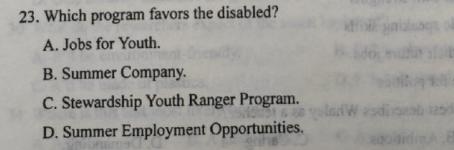 23. Which program favors the disabled?
A. Jobs for Youth.
B. Summer Company.
C. Stewardship Youth Ranger Program.
D. Summer Employment Opportunities.